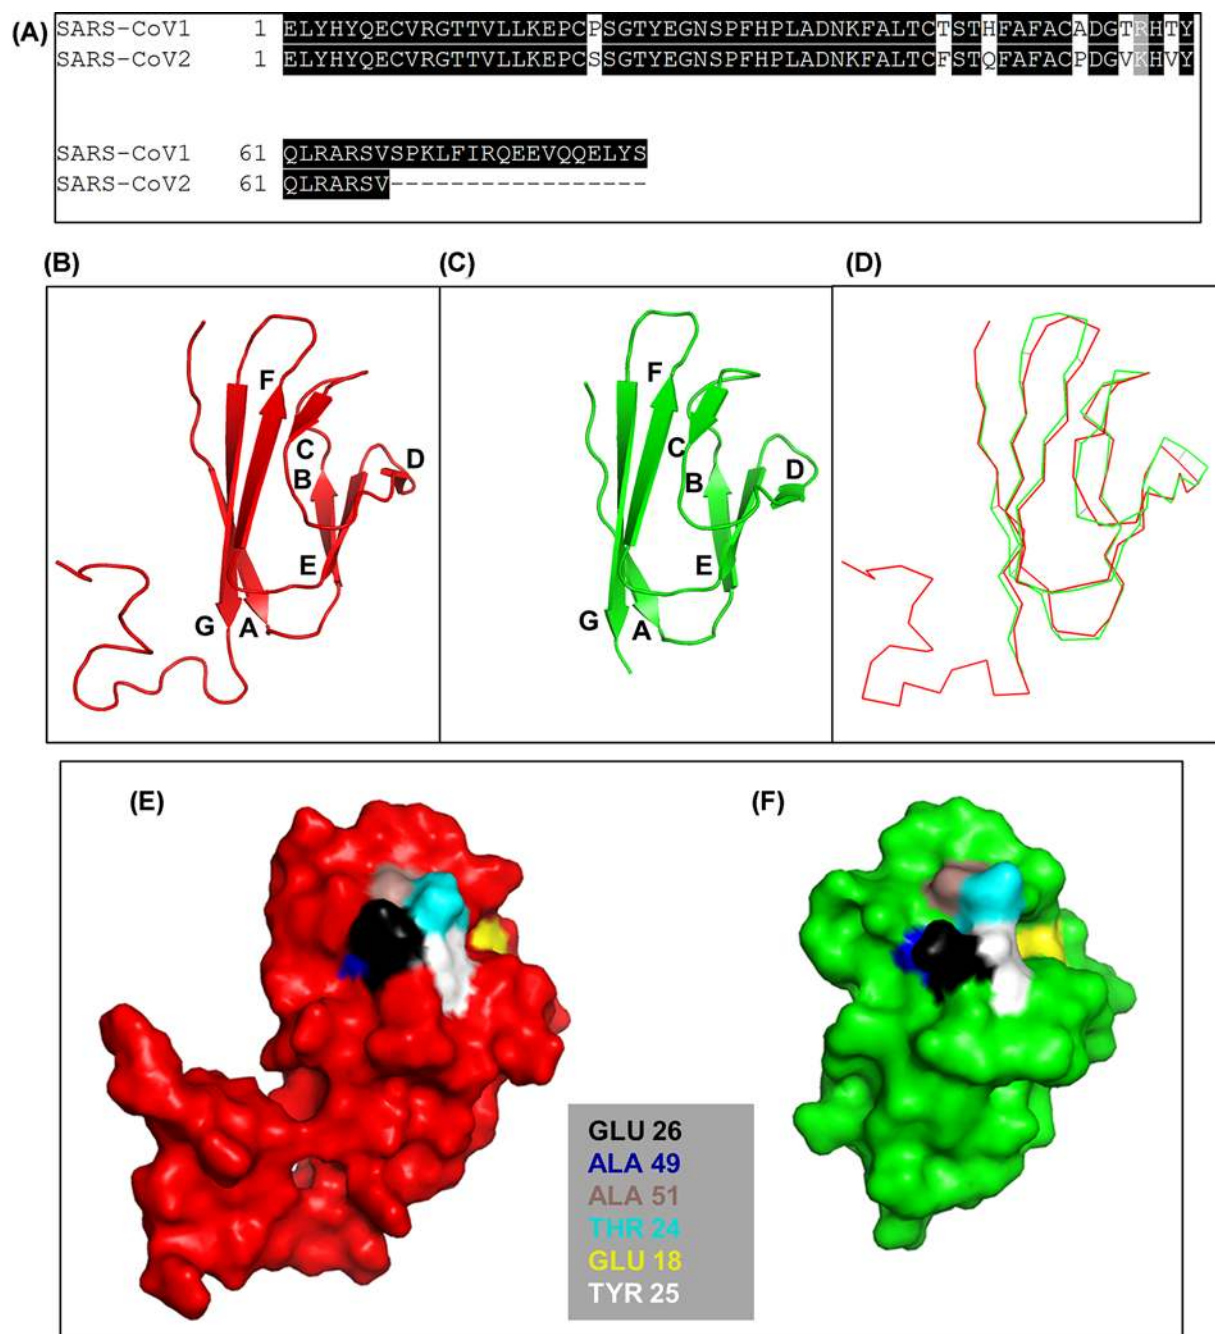 (A)
SARS-CoV1 1 ELYHYQECVRGTTVLLKEPCPSGTYEGNSPFHPLADNKFALTCTSTHFAFACADGTRHTY
SARS-CoV2 1 ELYHYQECVRGTTVLLKEPCSSGTYEGNSPFHPLADNKFALTCFSTQFAFACPDGVKHVY
SARS-CoV1 61 QLRARSVSPKLFIRQEEVQQELYS
SARS-CoV2 61 QLRARSV-----------------
(B)
(C)
(D)
F
C
B
D
E
G A
F
C
B
D
E
G A
(E)
(F)
GLU 26
ALA 49
ALA 51
THR 24
GLU 18
TYR 25